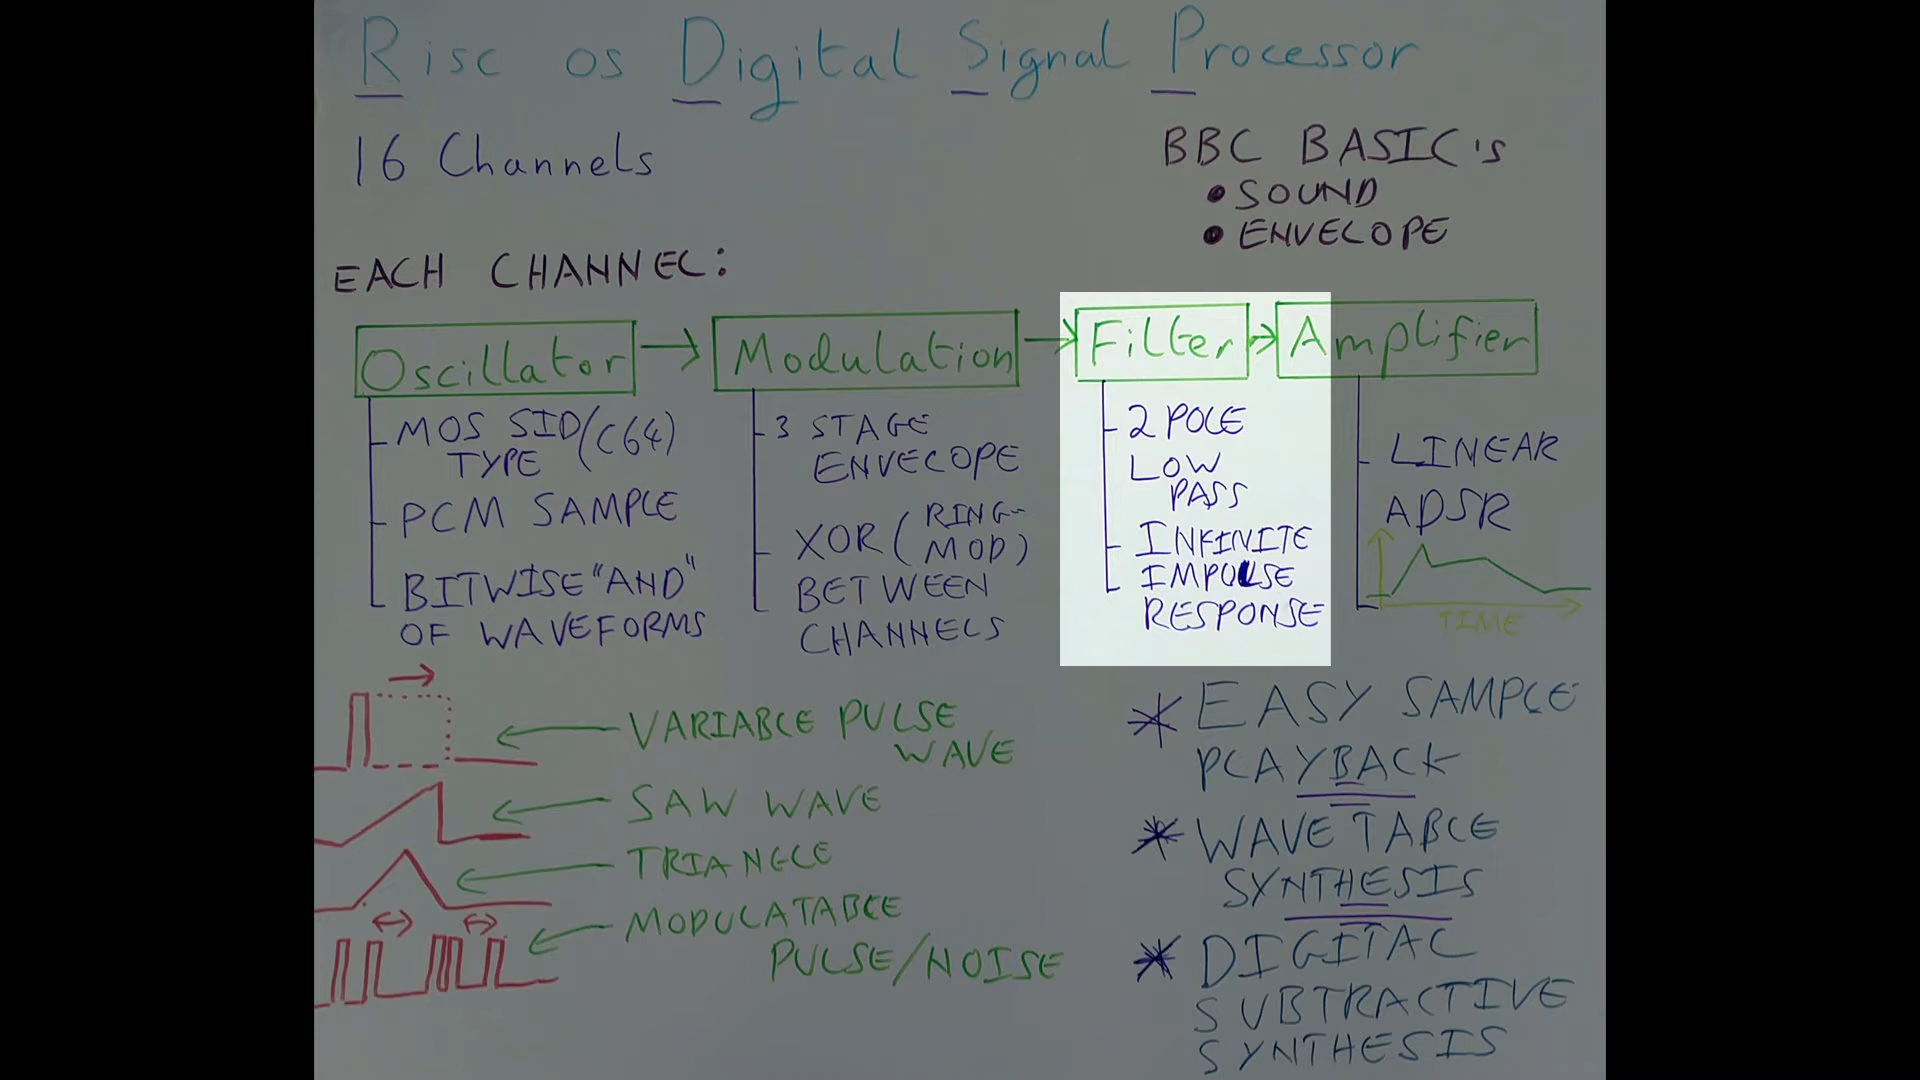 Risc os Digital Signal Processor
16 Channels
BBC BASIC's
• SOUND
• ENVELOPE
EACH CHANNEL:
Oscillator
MOS SID (C64)
TYPE
PCM SAMPLE
BITWISE "AND"
OF WAVEFORMS
Modulation
3 STAGE
ENVELOPE
XOR (RING-
MOD)
BETWEEN
CHANNELS
Filter
2 POLE
LOW
PASS
INFINITE
IMPULSE
RESPONSE
Amplifier
LINEAR
ADSR
TIME
VARIABLE PULSE
WAVE
SAW WAVE
TRIANGLE
MODULATABLE
PULSE/NOISE
* EASY SAMPLE
PLAYBACK
* WAVE TABLE
SYNTHESIS
* DIGITAL
SUBTRACTIVE
SYNTHESIS